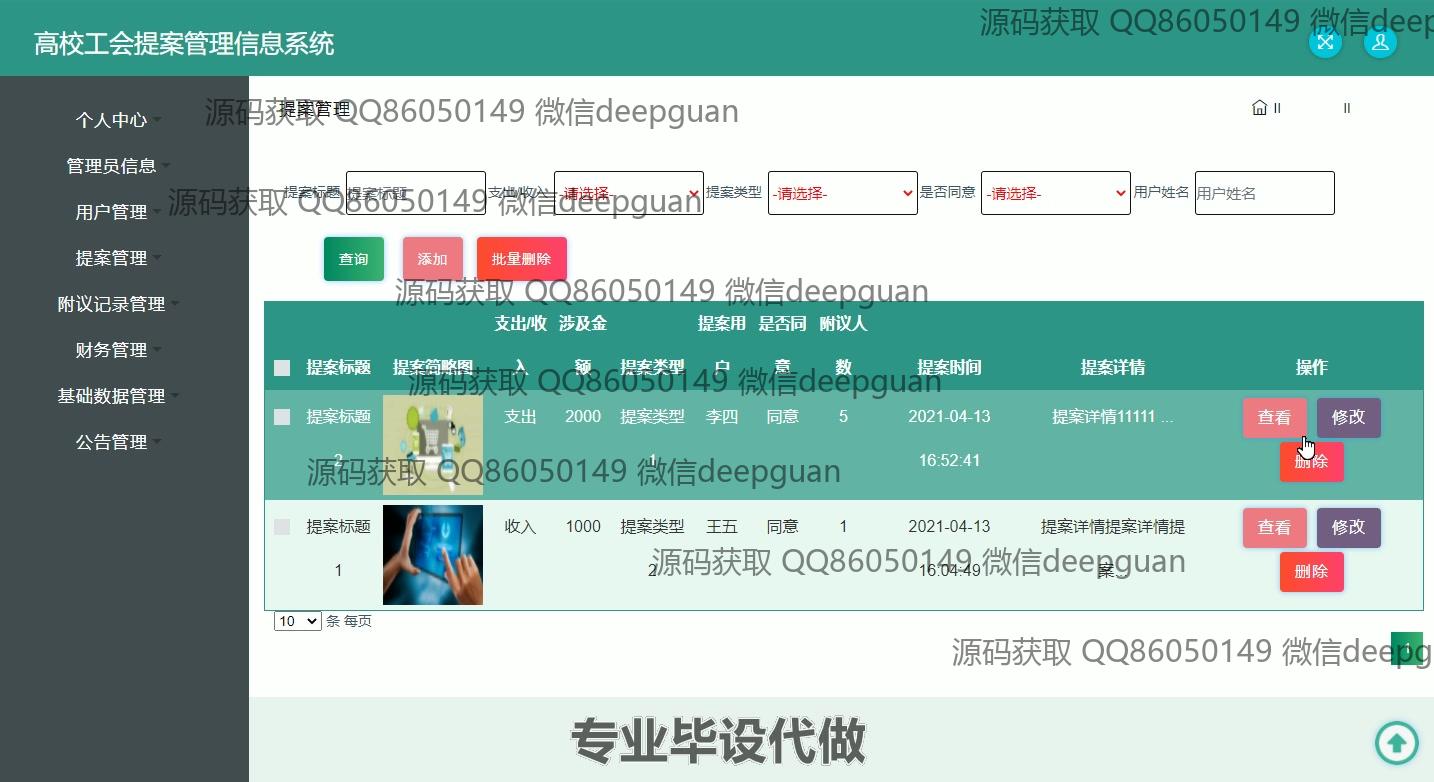 高校工会提案管理信息系统
源码获取 QQ86050149 微信deep
个人中心
管理员信息
用户管理
提案管理
附议记录管理
财务管理
基础数据管理
公告管理
提案管理
源码获取 QQ86050149 微信deepguan
提案标题 提案标题 支出/收入 -请选择- 提案类型 -请选择- 是否同意 -请选择- 用户姓名 用户姓名
源码获取 QQ86050149 微信deepguan
查询 添加 批量删除
源码获取 QQ86050149 微信deepguan
提案标题 提案简略图 支出/收入 涉及金额 提案类型 提案用户 是否同意 附议人数 提案时间 提案详情 操作
源码获取 QQ86050149 微信deepguan
提案标题2 支出 2000 提案类型1 李四 同意 5 2021-04-13 16:52:41 提案详情11111 ... 查看 修改 删除
源码获取 QQ86050149 微信deepguan
提案标题1 收入 1000 提案类型2 王五 同意 1 2021-04-13 16:04:49 提案详情提案详情提案... 查看 修改 删除
源码获取 QQ86050149 微信deepguan
10 条 每页
1
源码获取 QQ86050149 微信deepg
专业毕设代做